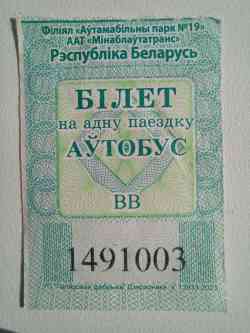 Філіял «Аўтамабільны парк №19»
ААТ «Мінаблаўтатранс»
Рэспубліка Беларусь
БІЛЕТ
на адну паездку
АЎТОБУС
ВВ
1491003